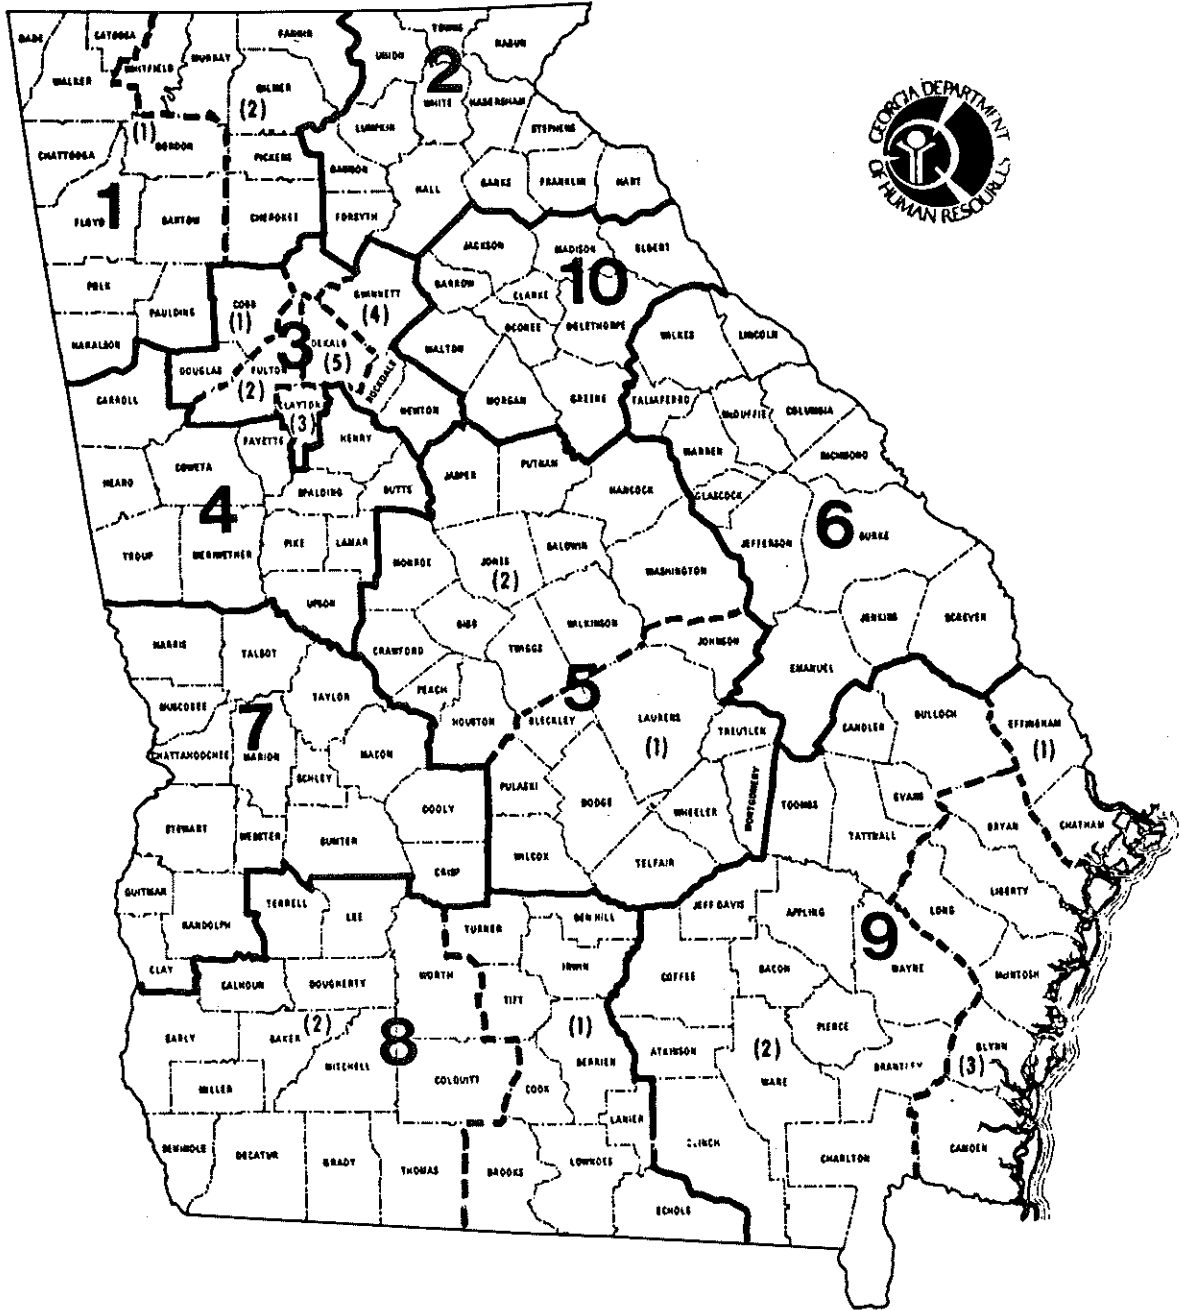 GEORGIA DEPARTMENT
OF HUMAN RESOURCES
DADE
CATOOGA
WALKER
WHITFIELD
MURRAY
FANNIN
UNION
TOWNS
RABUN
2
GILMER
(2)
WHITE
HABERSHAM
LUMPKIN
STEPHENS
(1)
CHATTOOGA
GORDON
PICKENS
DAWSON
HALL
BANKS
FRANKLIN
HART
1
FLOYD
BARTOW
CHEROKEE
FORSYTH
JACKSON
MADISON
ELBERT
10
POLK
PAULDING
HARALSON
COBB
(1)
GWINNETT
(4)
BARROW
CLARKE
OCONEE
OGLETHORPE
WILKES
LINCOLN
3
DEKALB
(5)
DOUGLAS
FULTON
(2)
ROCKDALE
WALTON
CARROLL
CLAYTON
(3)
NEWTON
MORGAN
GREENE
TALIAFERRO
McDUFFIE
COLUMBIA
FAYETTE
HENRY
WARREN
RICHMOND
HEARD
COWETA
SPALDING
BUTTS
JASPER
PUTNAM
HANCOCK
GLASCOCK
4
6
BURKE
TROUP
MERIWETHER
PIKE
LAMAR
MONROE
JONES
(2)
BALDWIN
JEFFERSON
WASHINGTON
UPSON
BIBB
TWIGGS
WILKINSON
JOHNSON
JENKINS
SCREVEN
HARRIS
TALBOT
CRAWFORD
EMANUEL
5
PEACH
TAYLOR
MUSCOGEE
7
HOUSTON
BLECKLEY
LAURENS
(1)
TREUTLEN
CANDLER
BULLOCH
EFFINGHAM
(1)
CHATTAHOOCHEE
MARION
MACON
SCHLEY
PULASKI
DODGE
WHEELER
MONTGOMERY
TOOMBS
EVANS
TATTNALL
BRYAN
CHATHAM
STEWART
WEBSTER
SUMTER
DOOLY
WILCOX
TELFAIR
CRISP
QUITMAN
RANDOLPH
TERRELL
LEE
TURNER
BEN HILL
JEFF DAVIS
APPLING
LIBERTY
LONG
9
CLAY
CALHOUN
DOUGHERTY
WORTH
IRWIN
COFFEE
BACON
WAYNE
McINTOSH
TIFT
(1)
EARLY
BAKER
(2)
8
MITCHELL
ATKINSON
(2)
PIERCE
GLYNN
(3)
MILLER
COLQUITT
COOK
BERRIEN
WARE
BRANTLEY
LANIER
SEMINOLE
DECATUR
GRADY
THOMAS
BROOKS
LOWNDES
CLINCH
CHARLTON
CAMDEN
ECHOLS